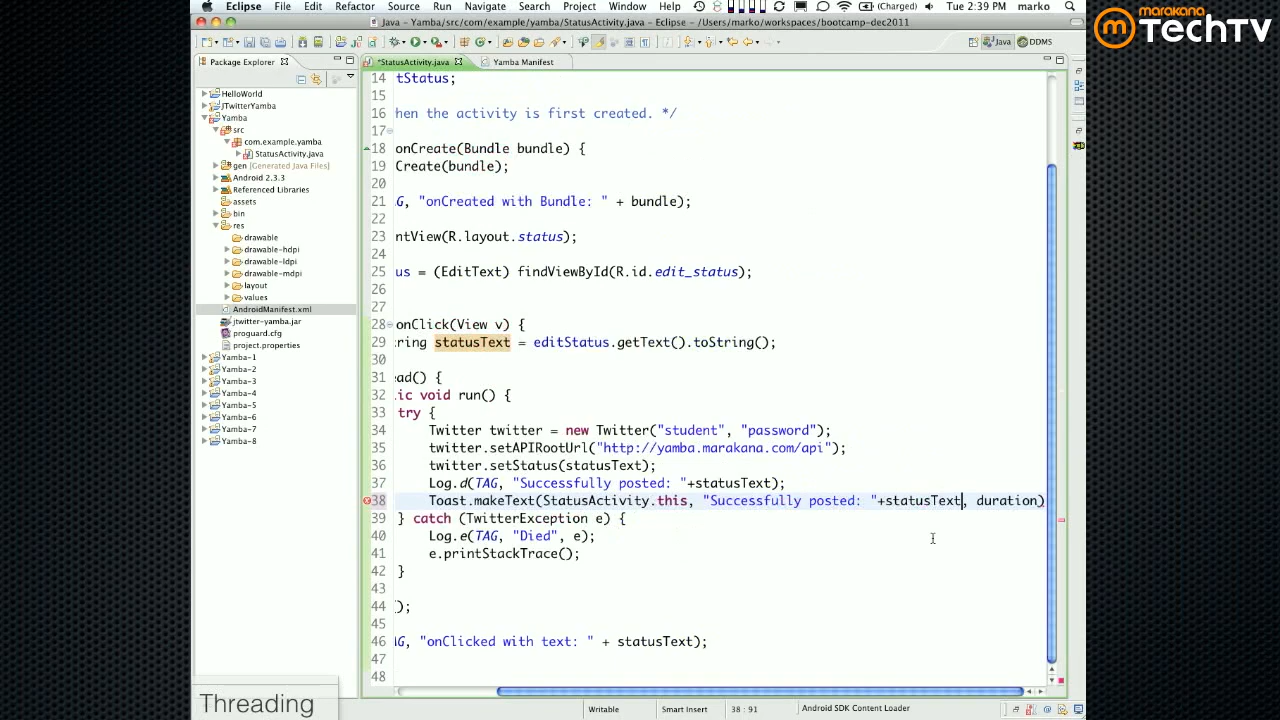 Eclipse File Edit Refactor Source Navigate Search Project Window Help (Charged) Tue 2:39 PM marko
Java - Yamba/src/com/example/yamba/StatusActivity.java - Eclipse - /Users/marko/workspaces/bootcamp-dec2011
marakana
TechTV
Java DDMS
Package Explorer
*StatusActivity.java
Yamba Manifest
HelloWorld
JTwitterYamba
Yamba
src
com.example.yamba
StatusActivity.java
gen [Generated Java Files]
Android 2.3.3
Referenced Libraries
assets
bin
res
drawable
drawable-hdpi
drawable-ldpi
drawable-mdpi
layout
values
AndroidManifest.xml
jtwitter-yamba.jar
proguard.cfg
project.properties
Yamba-1
Yamba-2
Yamba-3
Yamba-4
Yamba-5
Yamba-6
Yamba-7
Yamba-8
14 tStatus;
15
16 hen the activity is first created. */
17
18 onCreate(Bundle bundle) {
19 Create(bundle);
20
21 G, "onCreated with Bundle: " + bundle);
22
23 ntView(R.layout.status);
24
25 us = (EditText) findViewById(R.id.edit_status);
26
27
28 onClick(View v) {
29 ring statusText = editStatus.getText().toString();
30
31 ead() {
32 lic void run() {
33 try {
34 Twitter twitter = new Twitter("student", "password");
35 twitter.setAPIRootUrl("http://yamba.marakana.com/api");
36 twitter.setStatus(statusText);
37 Log.d(TAG, "Successfully posted: "+statusText);
38 Toast.makeText(StatusActivity.this, "Successfully posted: "+statusText, duration)
39 } catch (TwitterException e) {
40 Log.e(TAG, "Died", e);
41 e.printStackTrace();
42 }
43
44 ();
45
46 AG, "onClicked with text: " + statusText);
47
48
Threading
Writable Smart Insert 38 : 91 Android SDK Content Loader